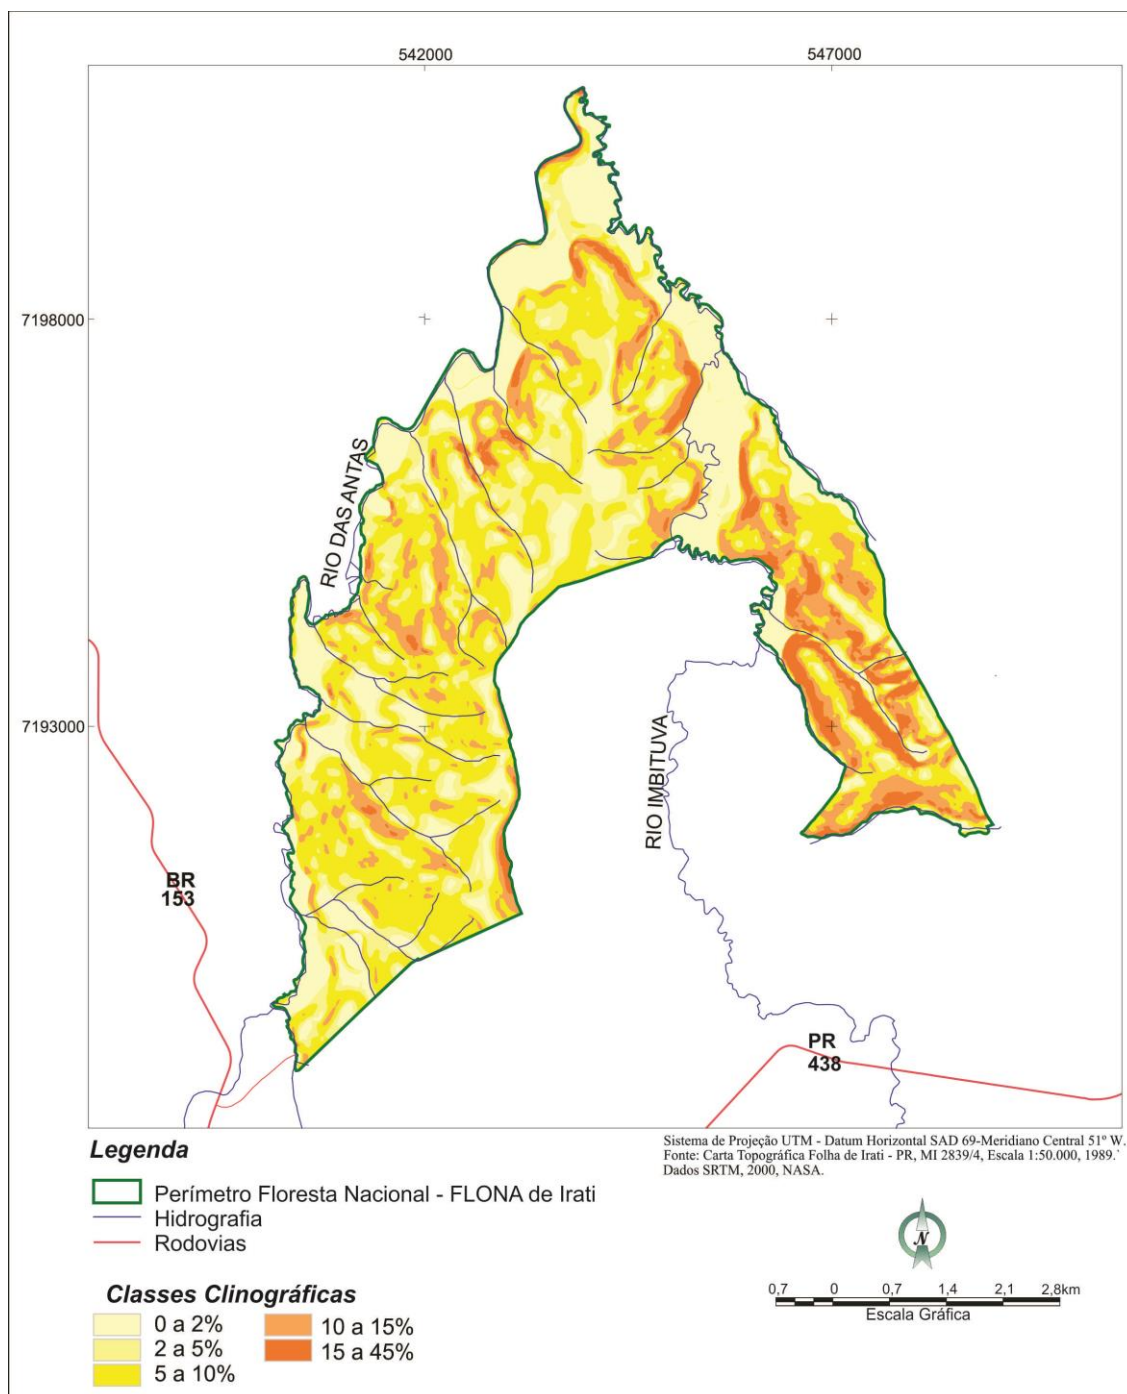 542000
547000
7198000
RIO DAS ANTAS
7193000
RIO IMBITUVA
BR
153
PR
438
Legenda
Perímetro Floresta Nacional - FLONA de Irati
Hidrografia
Rodovias
Classes Clinográficas
0 a 2%
2 a 5%
5 a 10%
10 a 15%
15 a 45%
Sistema de Projeção UTM - Datum Horizontal SAD 69-Meridiano Central 51º W.
Fonte: Carta Topográfica Folha de Irati - PR, MI 2839/4, Escala 1:50.000, 1989.
Dados SRTM, 2000, NASA.
N
0,7 0 0,7 1,4 2,1 2,8km
Escala Gráfica